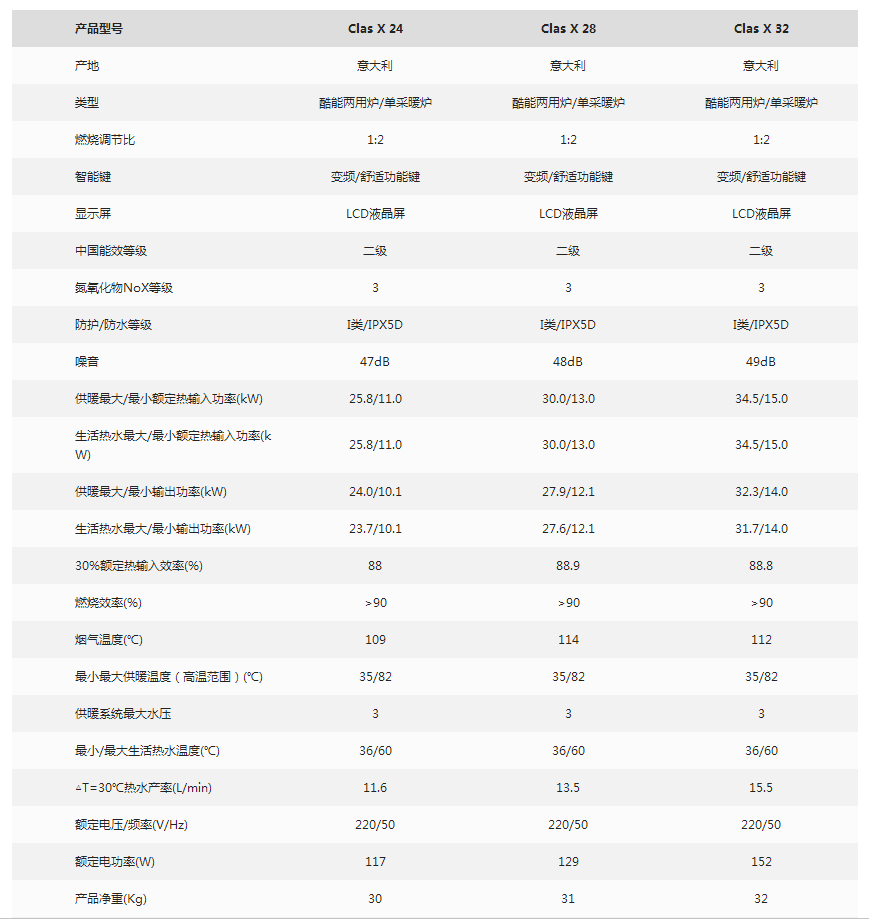 产品型号 Clas X 24 Clas X 28 Clas X 32
产地 意大利 意大利 意大利
类型 酷能两用炉/单采暖炉 酷能两用炉/单采暖炉 酷能两用炉/单采暖炉
燃烧调节比 1:2 1:2 1:2
智能键 变频/舒适功能键 变频/舒适功能键 变频/舒适功能键
显示屏 LCD液晶屏 LCD液晶屏 LCD液晶屏
中国能效等级 二级 二级 二级
氮氧化物NoX等级 3 3 3
防护/防水等级 I类/IPX5D I类/IPX5D I类/IPX5D
噪音 47dB 48dB 49dB
供暖最大/最小额定热输入功率(kW) 25.8/11.0 30.0/13.0 34.5/15.0
生活热水最大/最小额定热输入功率(k
W) 25.8/11.0 30.0/13.0 34.5/15.0
供暖最大/最小输出功率(kW) 24.0/10.1 27.9/12.1 32.3/14.0
生活热水最大/最小输出功率(kW) 23.7/10.1 27.6/12.1 31.7/14.0
30%额定热输入效率(%) 88 88.9 88.8
燃烧效率(%) >90 >90 >90
烟气温度(℃) 109 114 112
最小最大供暖温度（高温范围）(℃) 35/82 35/82 35/82
供暖系统最大水压 3 3 3
最小/最大生活热水温度(℃) 36/60 36/60 36/60
△T=30℃热水产率(L/min) 11.6 13.5 15.5
额定电压/频率(V/Hz) 220/50 220/50 220/50
额定电功率(W) 117 129 152
产品净重(Kg) 30 31 32